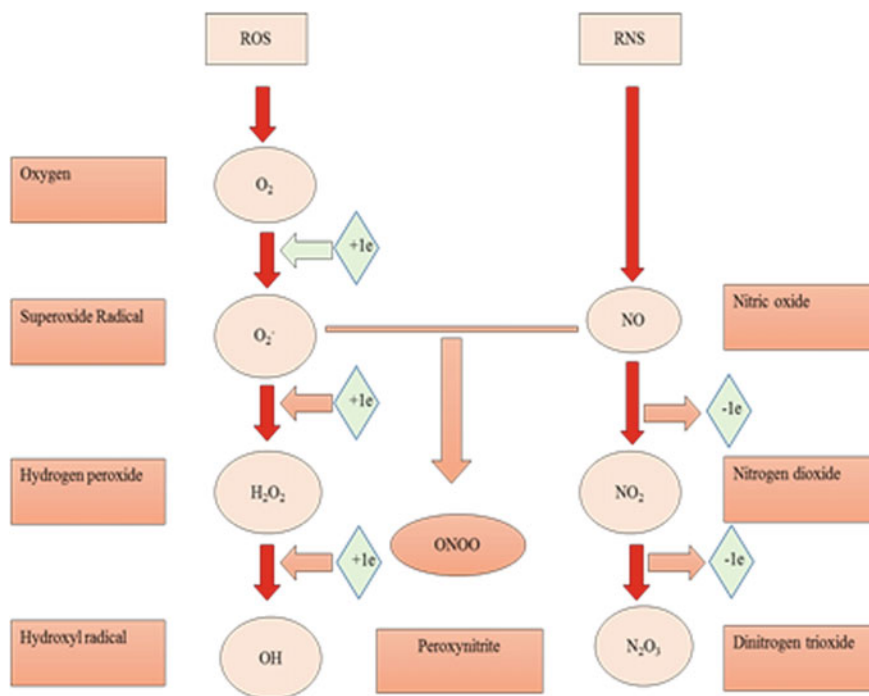 ROS
RNS
Oxygen
O₂
+1e
Superoxide Radical
O₂·
NO
Nitric oxide
+1e
-1e
Hydrogen peroxide
H₂O₂
NO₂
Nitrogen dioxide
ONOO
+1e
-1e
Hydroxyl radical
OH
Peroxynitrite
N₂O₃
Dinitrogen trioxide